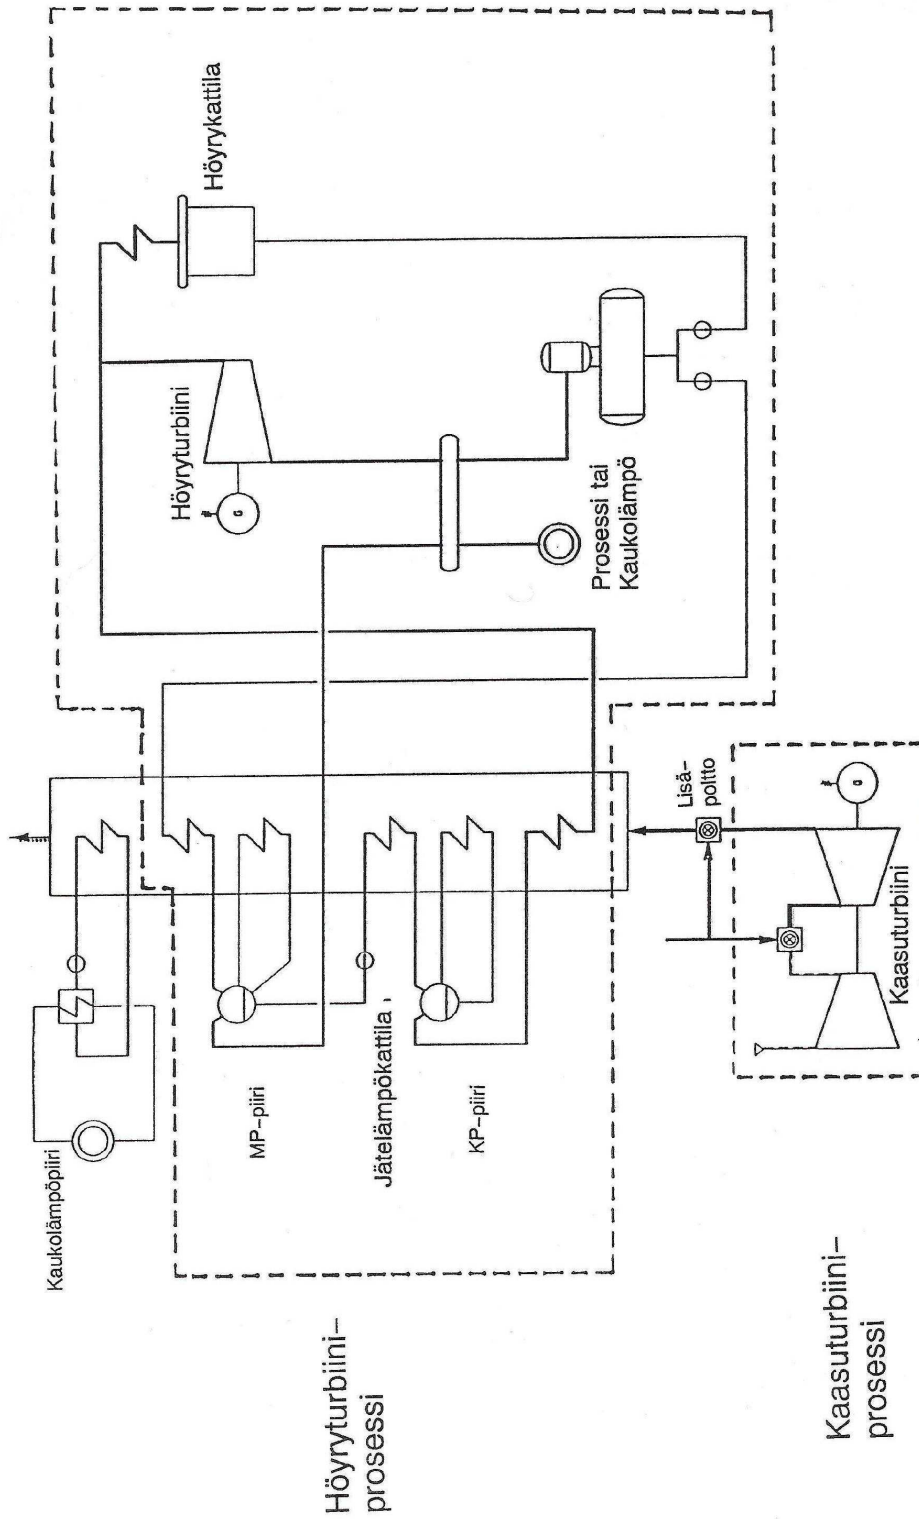 Kaukolämpöpiiri
Höyrykattila
Höyryturbiini
G
MP-piiri
Jätelämpökattila
KP-piiri
Prosessi tai
Kaukolämpö
Lisä-
poltto
G
Kaasuturbiini
Höyryturbiini-
prosessi
Kaasuturbiini-
prosessi